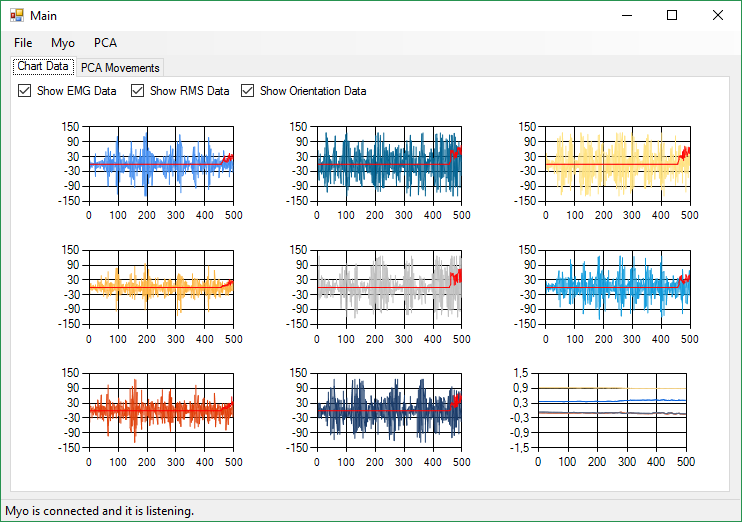 Main
File Myo PCA
Chart Data PCA Movements
Show EMG Data Show RMS Data Show Orientation Data
150 150 150
90 90 90
30 30 30
-30 -30 -30
-90 -90 -90
-150 -150 -150
0 100 200 300 400 500 0 100 200 300 400 500 0 100 200 300 400 500
150 150 150
90 90 90
30 30 30
-30 -30 -30
-90 -90 -90
-150 -150 -150
0 100 200 300 400 500 0 100 200 300 400 500 0 100 200 300 400 500
150 150 1,5
90 90 0,9
30 30 0,3
-30 -30 -0,3
-90 -90 -0,9
-150 -150 -1,5
0 100 200 300 400 500 0 100 200 300 400 500 0 100 200 300 400 500
Myo is connected and it is listening.